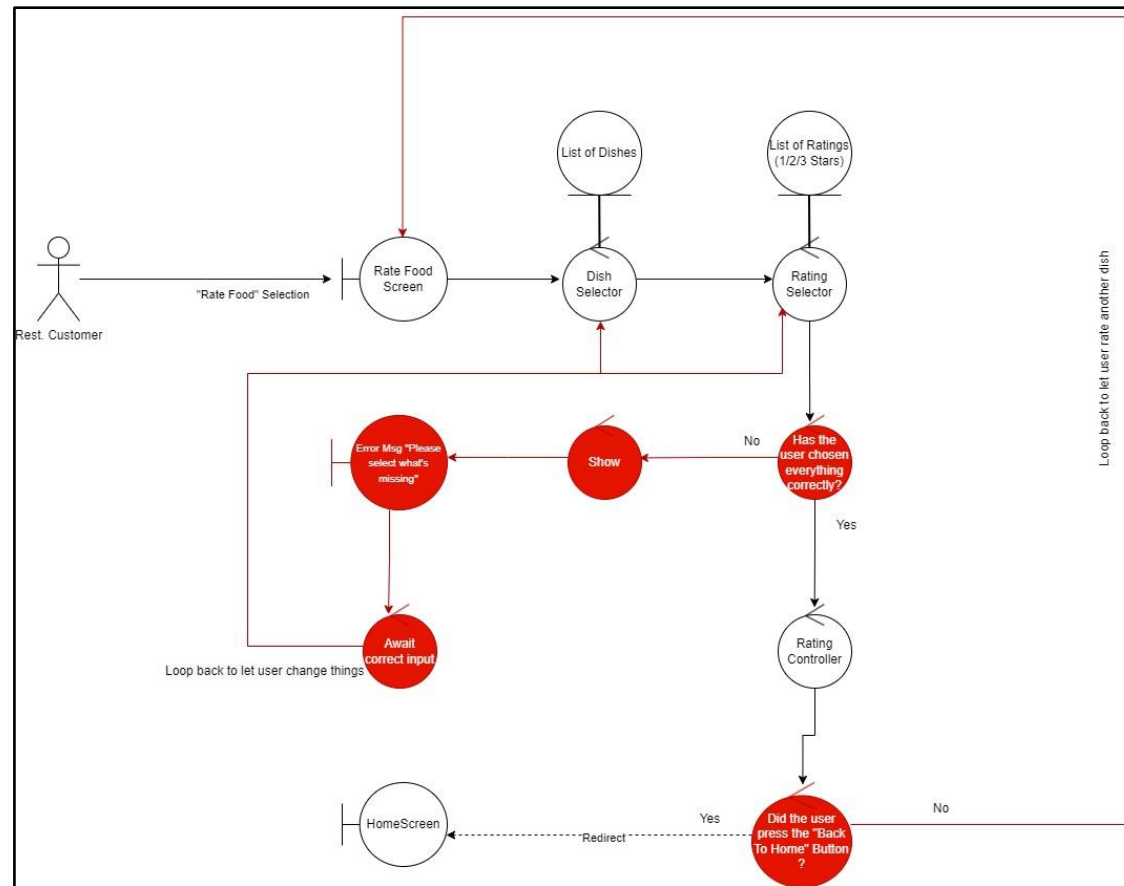 List of Dishes
List of Ratings
(1/2/3 Stars)
Rest. Customer
"Rate Food" Selection
Rate Food
Screen
Dish
Selector
Rating
Selector
Loop back to let user rate another dish
Error Msg "Please
select what's
missing"
Show
No
Has the
user chosen
everything
correctly?
Yes
Await
correct input
Loop back to let user change things
Rating
Controller
HomeScreen
Redirect
Yes
Did the user
press the "Back
To Home" Button
?
No